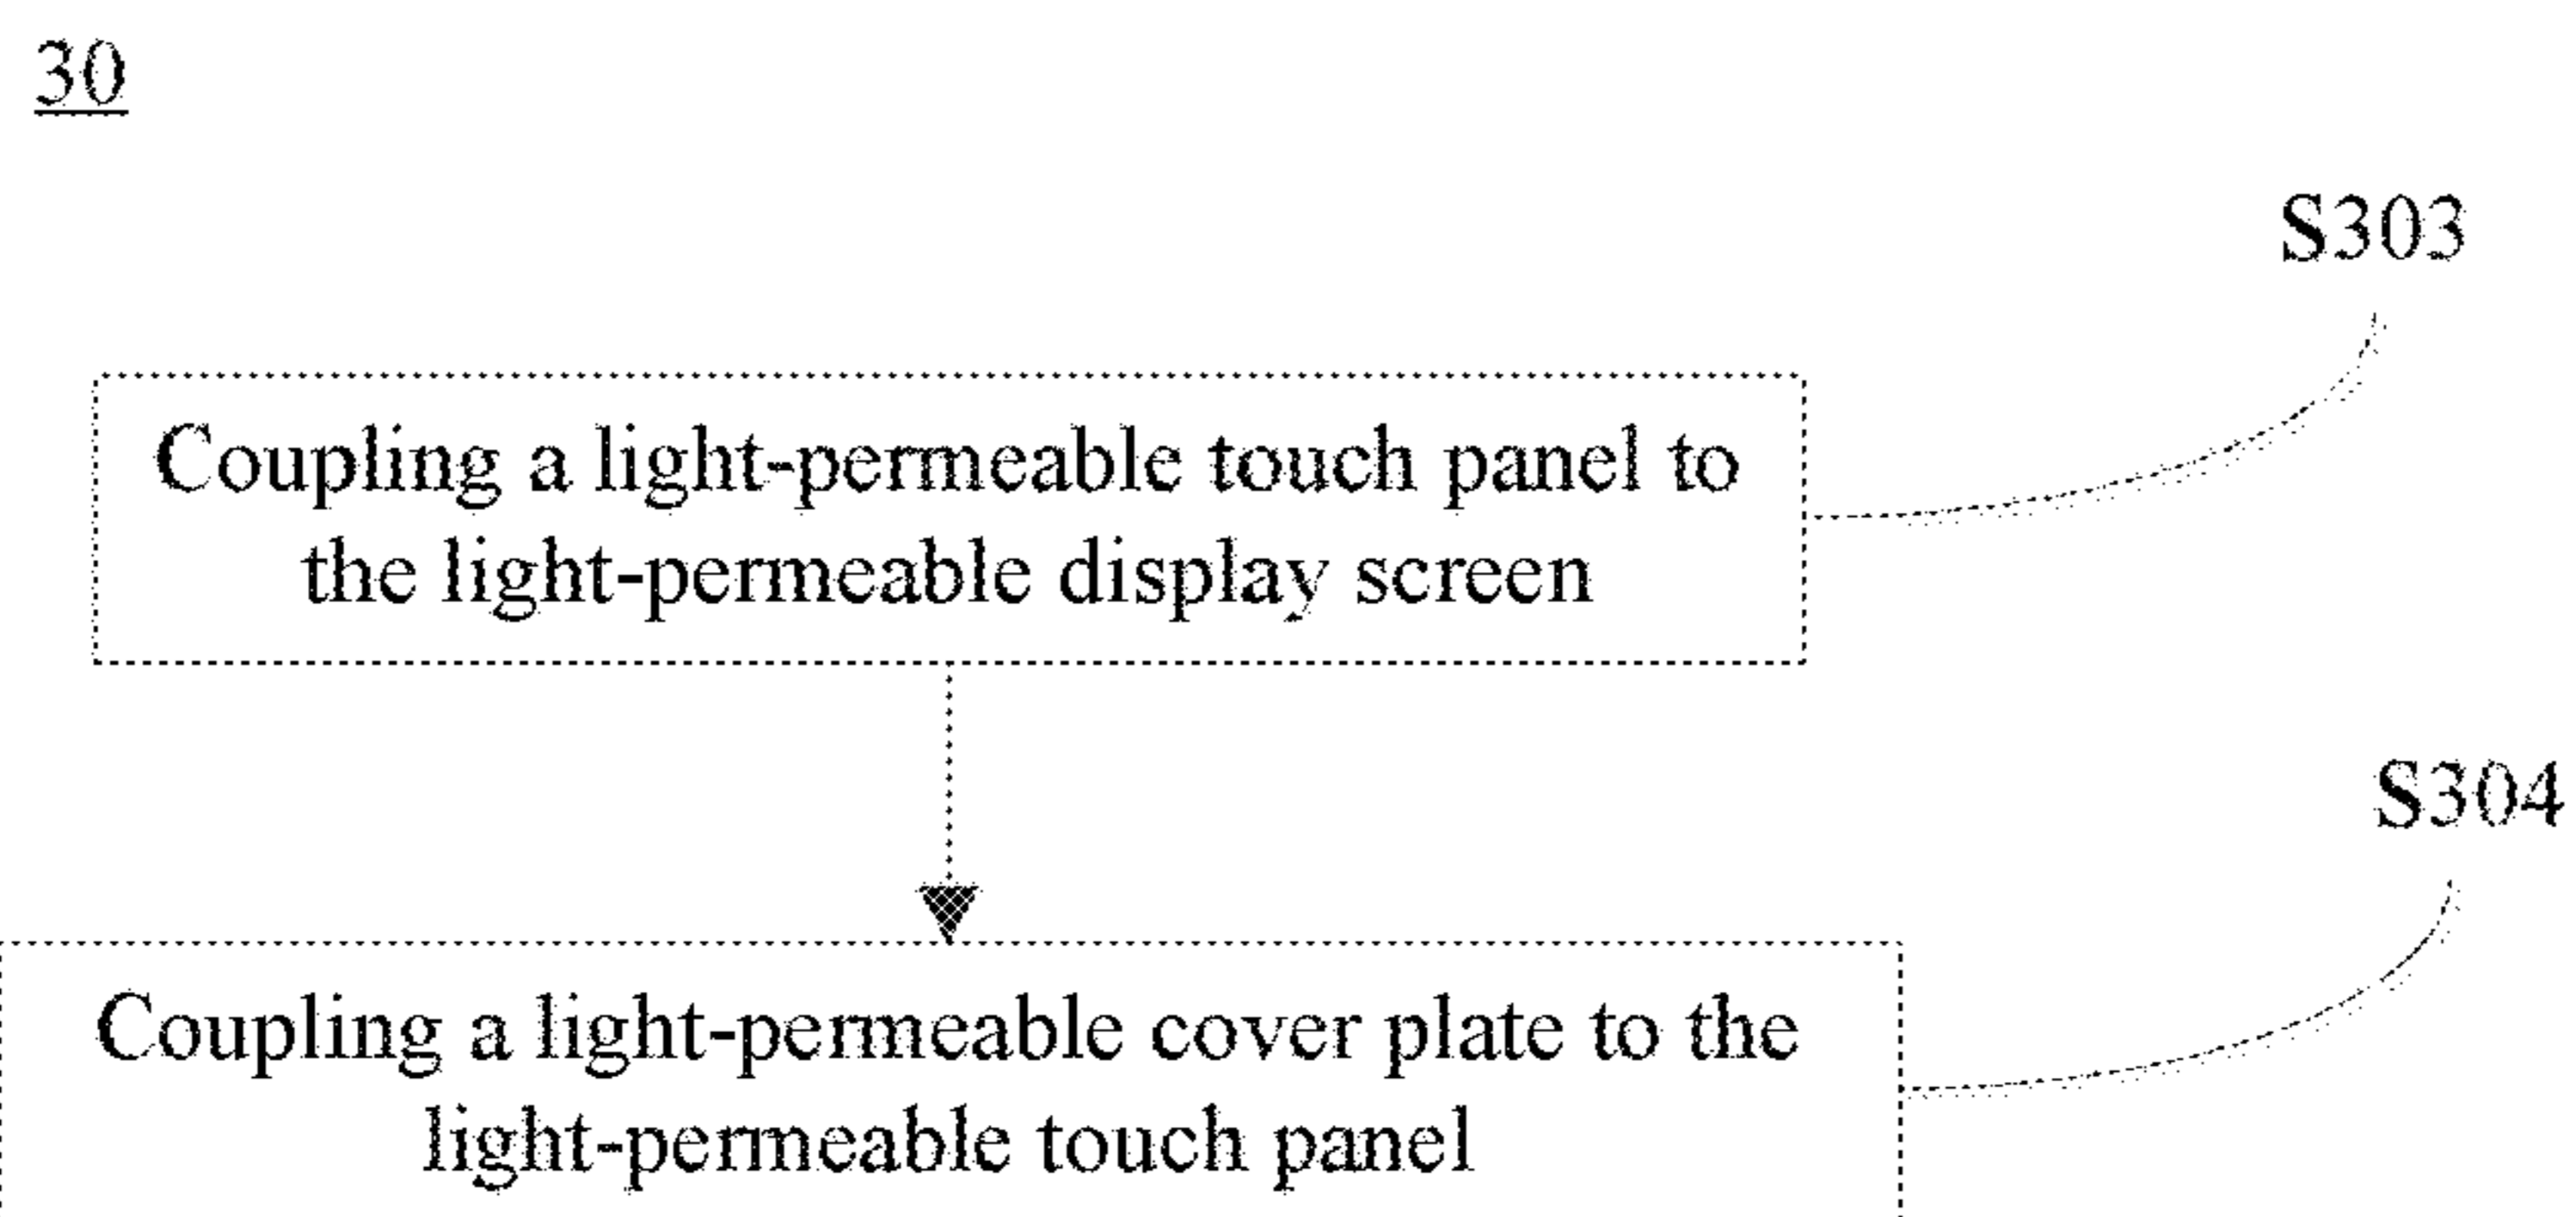 30
S303
Coupling a light-permeable touch panel to
the light-permeable display screen
S304
Coupling a light-permeable cover plate to the
light-permeable touch panel